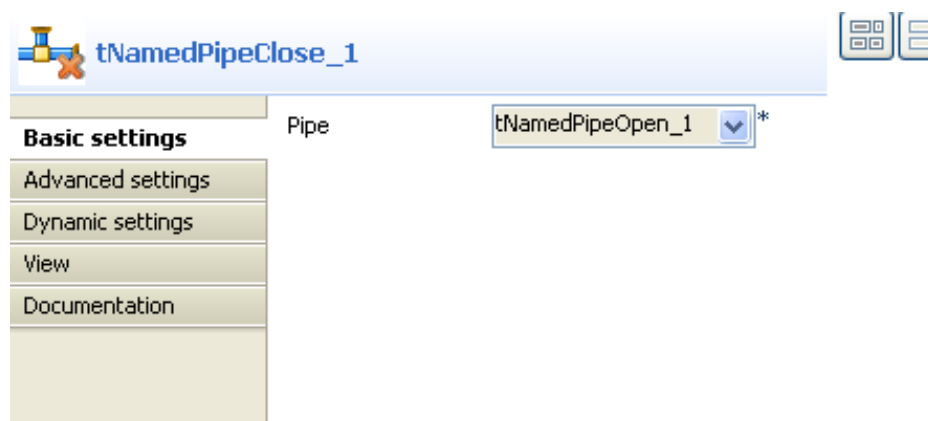 tNamedPipeClose_1
Basic settings
Pipe
tNamedPipeOpen_1 *
Advanced settings
Dynamic settings
View
Documentation